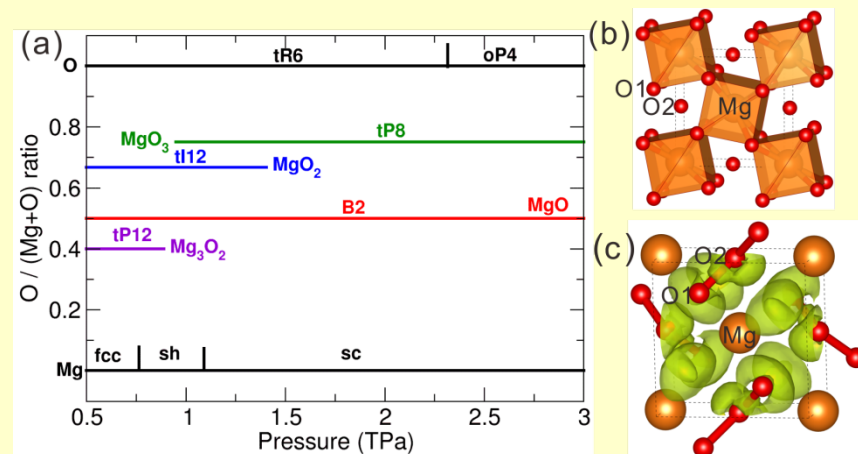 (a)
O / (Mg+O) ratio
O
0.8
0.6
0.4
0.2
Mg
tR6
oP4
MgO₃
tP8
tI12
MgO₂
B2
MgO
tP12
Mg₃O₂
fcc
sh
sc
0.5
1
1.5
2
2.5
3
Pressure (TPa)
(b)
O1
O2
Mg
(c)
O2
O1
Mg